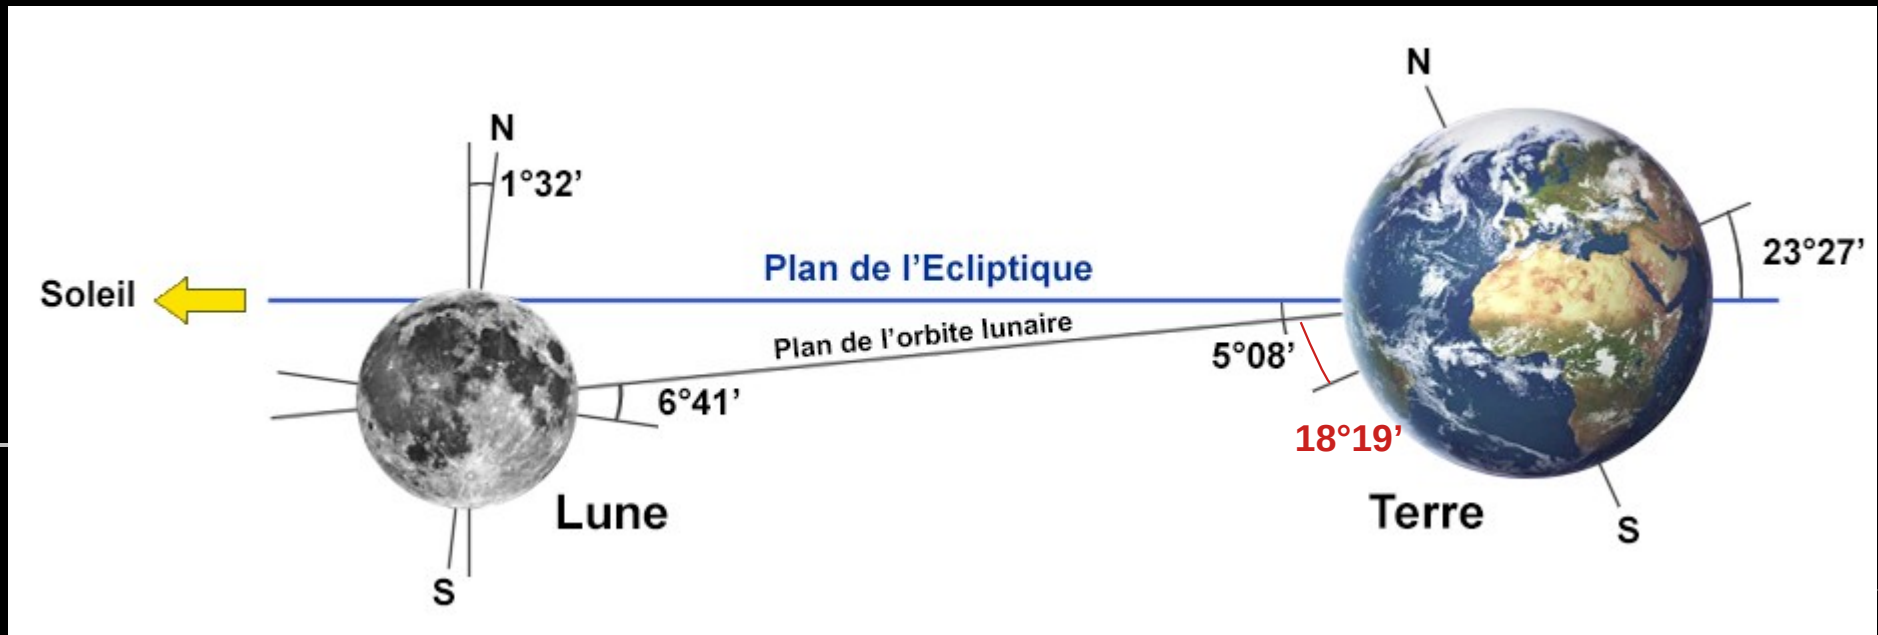 N
N
1°32’
Soleil
Plan de l’Ecliptique
23°27’
Plan de l’orbite lunaire
5°08’
6°41’
18°19’
Lune
Terre
S
S